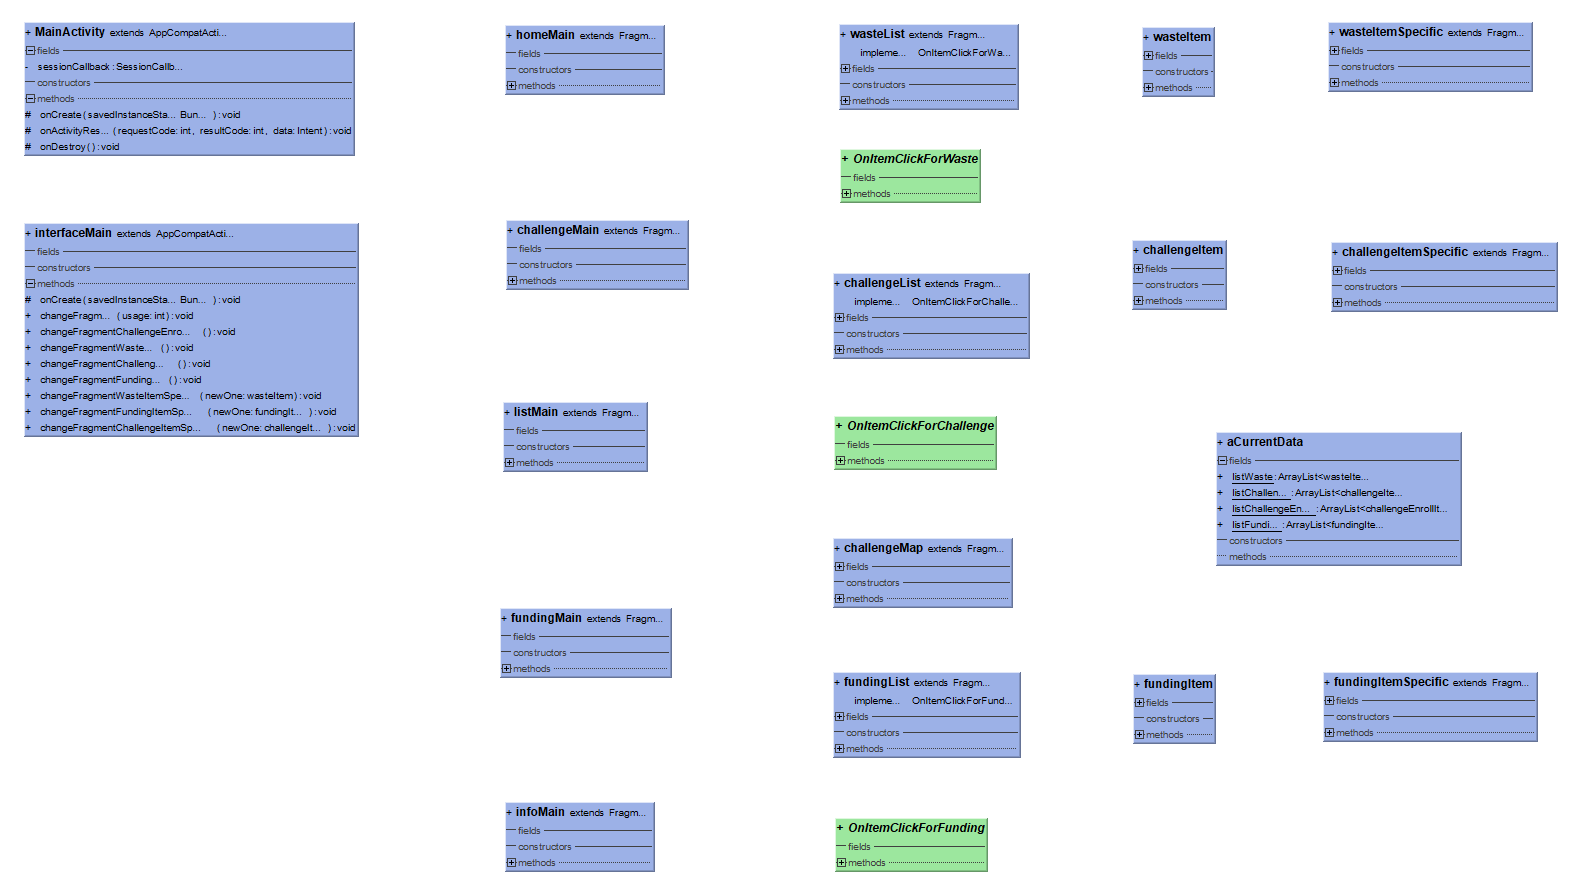 + MainActivity extends AppCompatActi...
fields
- sessionCallback : SessionCallb...
constructors
methods
# onCreate ( savedInstanceSta... Bun... ) : void
# onActivityRes... ( requestCode: int, resultCode: int, data: Intent ) : void
# onDestroy ( ) : void
+ interfaceMain extends AppCompatActi...
fields
constructors
methods
# onCreate ( savedInstanceSta... Bun... ) : void
+ changeFragm... ( usage: int ) : void
+ changeFragmentChallengeEnro... ( ) : void
+ changeFragmentWaste... ( ) : void
+ changeFragmentChalleng... ( ) : void
+ changeFragmentFunding... ( ) : void
+ changeFragmentWasteItemSpe... ( newOne: wasteItem ) : void
+ changeFragmentFundingItemSp... ( newOne: fundingIt... ) : void
+ changeFragmentChallengeItemSp... ( newOne: challengeIt... ) : void
+ homeMain extends Fragm...
fields
constructors
methods
+ challengeMain extends Fragm...
fields
constructors
methods
+ listMain extends Fragm...
fields
constructors
methods
+ fundingMain extends Fragm...
fields
constructors
methods
+ infoMain extends Fragm...
fields
constructors
methods
+ wasteList extends Fragm...
impleme... OnItemClickForWa...
fields
constructors
methods
+ OnItemClickForWaste
fields
methods
+ challengeList extends Fragm...
impleme... OnItemClickForChalle...
fields
constructors
methods
+ OnItemClickForChallenge
fields
methods
+ challengeMap extends Fragm...
fields
constructors
methods
+ fundingList extends Fragm...
impleme... OnItemClickForFund...
fields
constructors
methods
+ OnItemClickForFunding
fields
methods
+ wasteItem
fields
constructors
methods
+ wasteItemSpecific extends Fragm...
fields
constructors
methods
+ challengeItem
fields
constructors
methods
+ challengeItemSpecific extends Fragm...
fields
constructors
methods
+ aCurrentData
fields
+ listWaste : ArrayList<wasteIte...
+ listChallen... : ArrayList<challengeIte...
+ listChallengeEn... : ArrayList<challengeEnrollIt...
+ listFundi... : ArrayList<fundingIte...
constructors
methods
+ fundingItem
fields
constructors
methods
+ fundingItemSpecific extends Fragm...
fields
constructors
methods